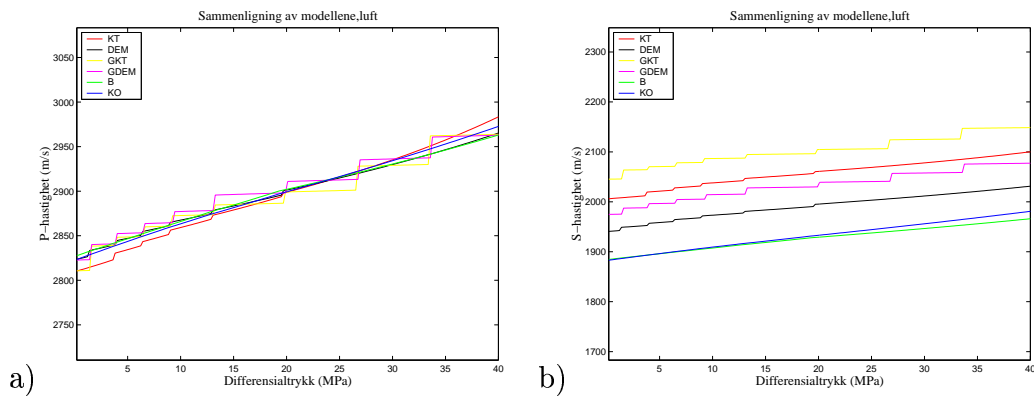 Sammenligning av modellene,luft
KT
DEM
GKT
GDEM
B
KO
3050
3000
2950
2900
2850
2800
2750
P−hastighet (m/s)
5 10 15 20 25 30 35 40
Differensialtrykk (MPa)
a)
Sammenligning av modellene,luft
KT
DEM
GKT
GDEM
B
KO
2300
2200
2100
2000
1900
1800
1700
S−hastighet (m/s)
5 10 15 20 25 30 35 40
Differensialtrykk (MPa)
b)